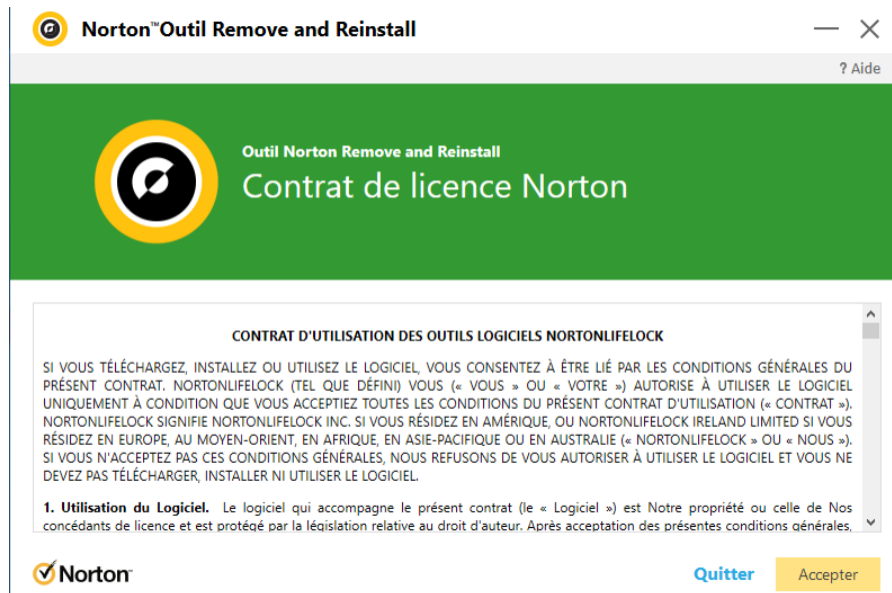 Norton™Outil Remove and Reinstall
? Aide
Outil Norton Remove and Reinstall
Contrat de licence Norton
CONTRAT D'UTILISATION DES OUTILS LOGICIELS NORTONLIFELOCK
SI VOUS TÉLÉCHARGEZ, INSTALLEZ OU UTILISEZ LE LOGICIEL, VOUS CONSENTEZ À ÊTRE LIÉ PAR LES CONDITIONS GÉNÉRALES DU
PRÉSENT CONTRAT. NORTONLIFELOCK (TEL QUE DÉFINI) VOUS (« VOUS » OU « VOTRE ») AUTORISE À UTILISER LE LOGICIEL
UNIQUEMENT À CONDITION QUE VOUS ACCEPTIEZ TOUTES LES CONDITIONS DU PRÉSENT CONTRAT D'UTILISATION (« CONTRAT »).
NORTONLIFELOCK SIGNIFIE NORTONLIFELOCK INC. SI VOUS RÉSIDEZ EN AMÉRIQUE, OU NORTONLIFELOCK IRELAND LIMITED SI VOUS
RÉSIDEZ EN EUROPE, AU MOYEN-ORIENT, EN AFRIQUE, EN ASIE-PACIFIQUE OU EN AUSTRALIE (« NORTONLIFELOCK » OU « NOUS »).
SI VOUS N'ACCEPTEZ PAS CES CONDITIONS GÉNÉRALES, NOUS REFUSONS DE VOUS AUTORISER À UTILISER LE LOGICIEL ET VOUS NE
DEVEZ PAS TÉLÉCHARGER, INSTALLER NI UTILISER LE LOGICIEL.
1. Utilisation du Logiciel. Le logiciel qui accompagne le présent contrat (le « Logiciel ») est Notre propriété ou celle de Nos
concédants de licence et est protégé par la législation relative au droit d'auteur. Après acceptation des présentes conditions générales,
Norton
Quitter
Accepter